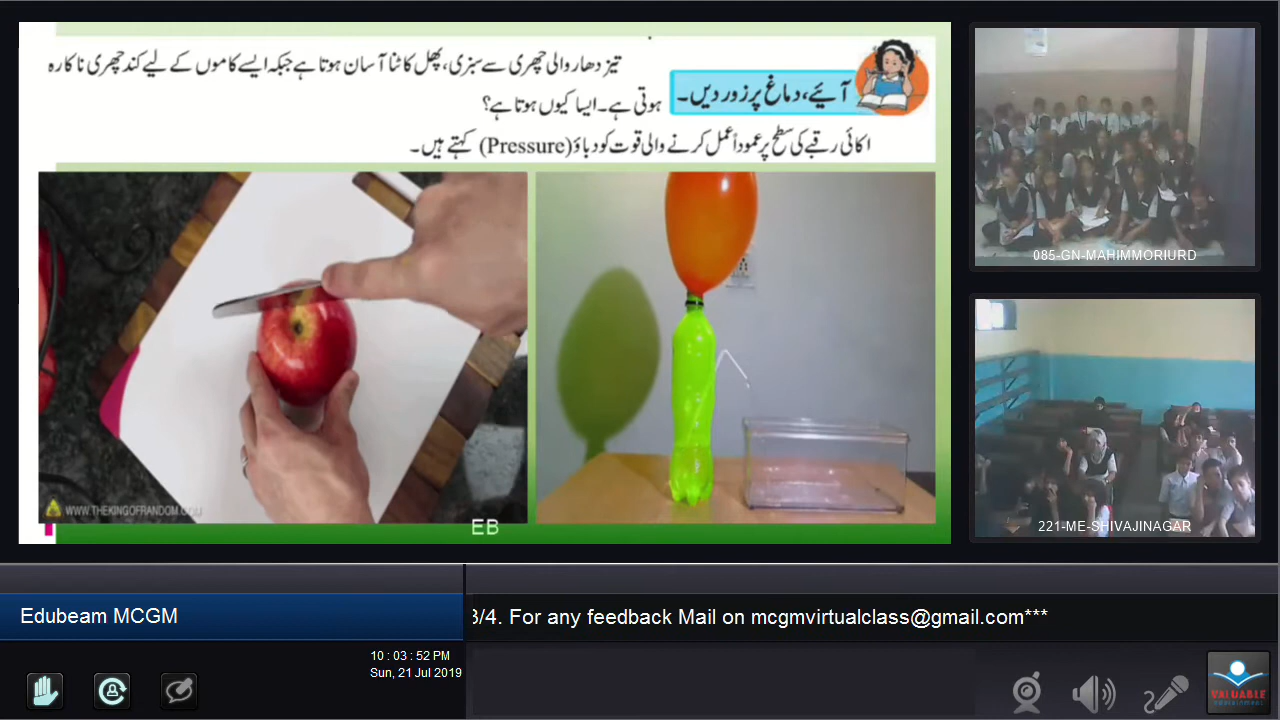 تیز دھار والی چھری سے سبزی، پھل کاٹنا آسان ہوتا ہے جبکہ ایسے کاموں کے لیے کند چھری ناکارہ
آئیے، دماغ پر زور دیں۔
ہوتی ہے۔ ایسا کیوں ہوتا ہے؟
اکائی رقبے کی سطح پر عموداً عمل کرنے والی قوت کو دباؤ (Pressure) کہتے ہیں۔
WWW.THEKINGOFRANDOM.COM
EB
085-GN-MAHIMMORIURD
221-ME-SHIVAJINAGAR
Edubeam MCGM
3/4. For any feedback Mail on mcgmvirtualclass@gmail.com***
10 : 03 : 52 PM
Sun, 21 Jul 2019
VALUABLE